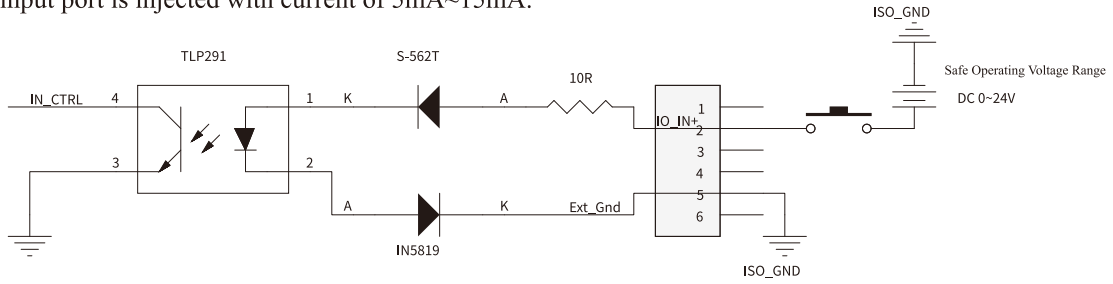 input port is injected with current of 5mA~15mA.
ISO_GND
TLP291
S-562T
10R
Safe Operating Voltage Range
DC 0~24V
IN_CTRL
4
1
K
A
1
IO_IN+
2
3
4
5
6
3
2
A
K
Ext_Gnd
IN5819
ISO_GND